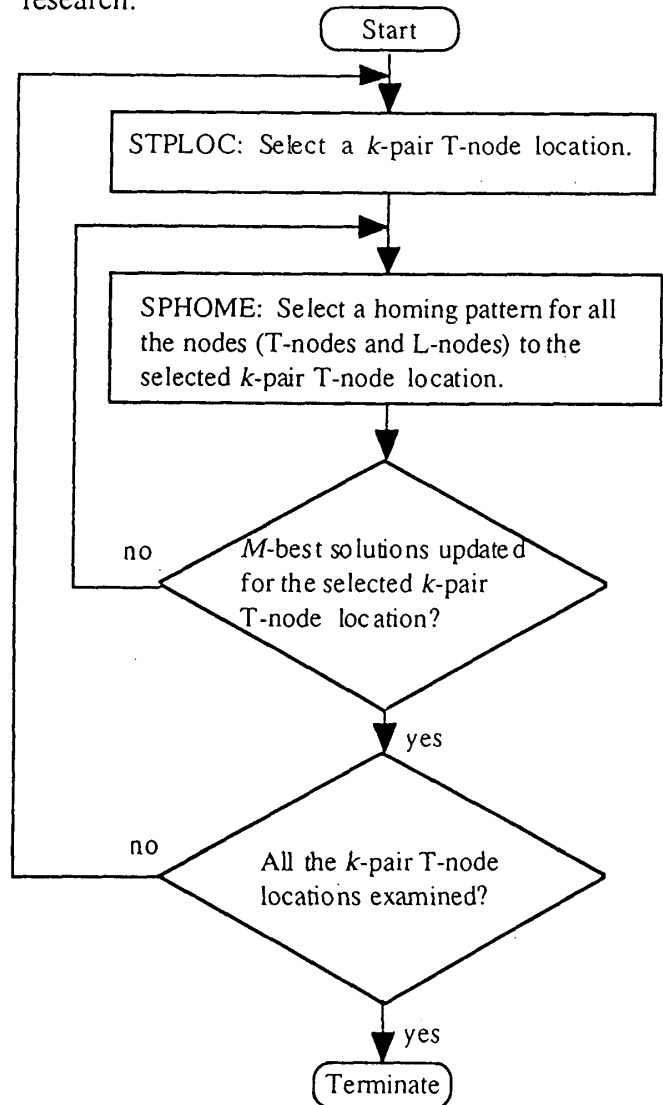 research.
Start
STPLOC: Select a k-pair T-node location.
SPHOME: Select a homing pattern for all
the nodes (T-nodes and L-nodes) to the
selected k-pair T-node location.
no
M-best solutions updated
for the selected k-pair
T-node location?
yes
no
All the k-pair T-node
locations examined?
yes
Terminate